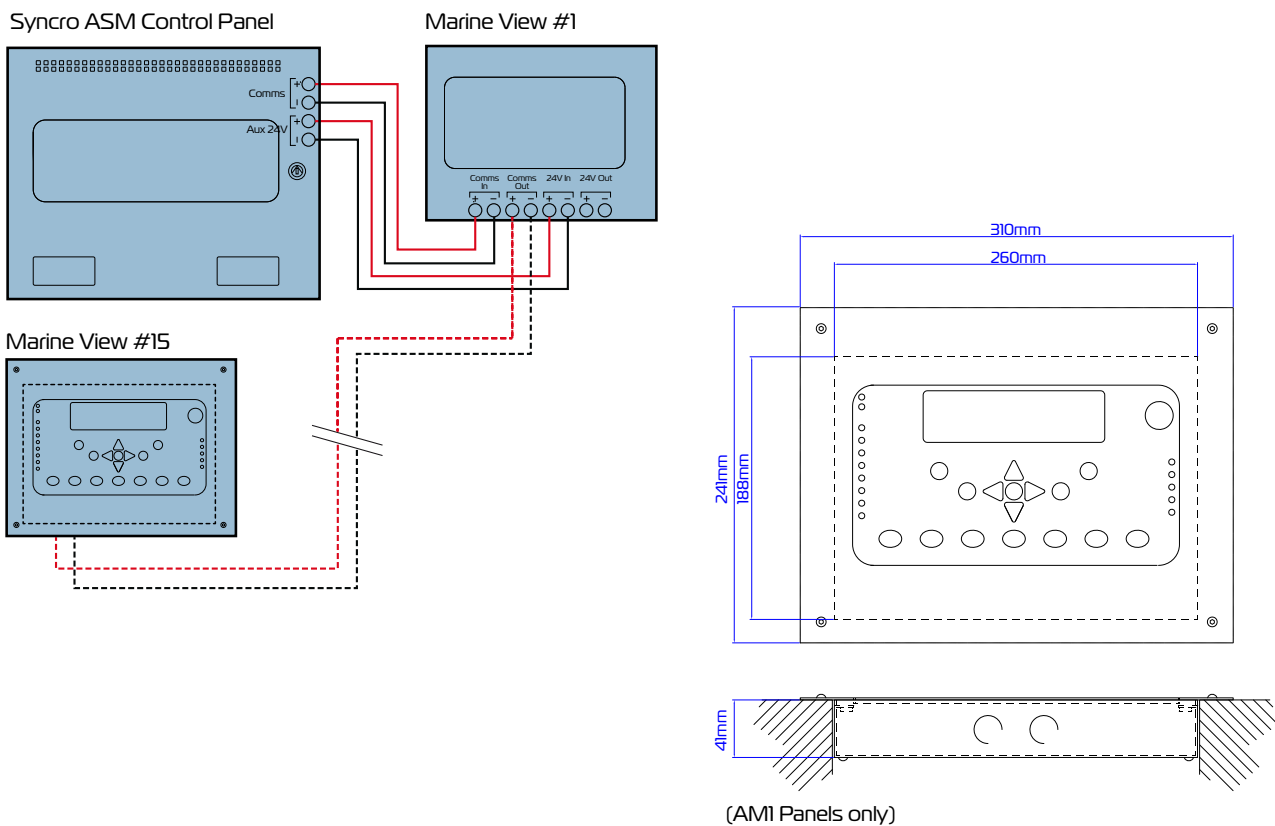 Syncro ASM Control Panel
Marine View #1
Comms
+
–
Aux 24V
+
–
Comms In
Comms Out
24V In
24V Out
+ – + – + – + –
Marine View #15
310mm
260mm
241mm
188mm
41mm
(AM1 Panels only)